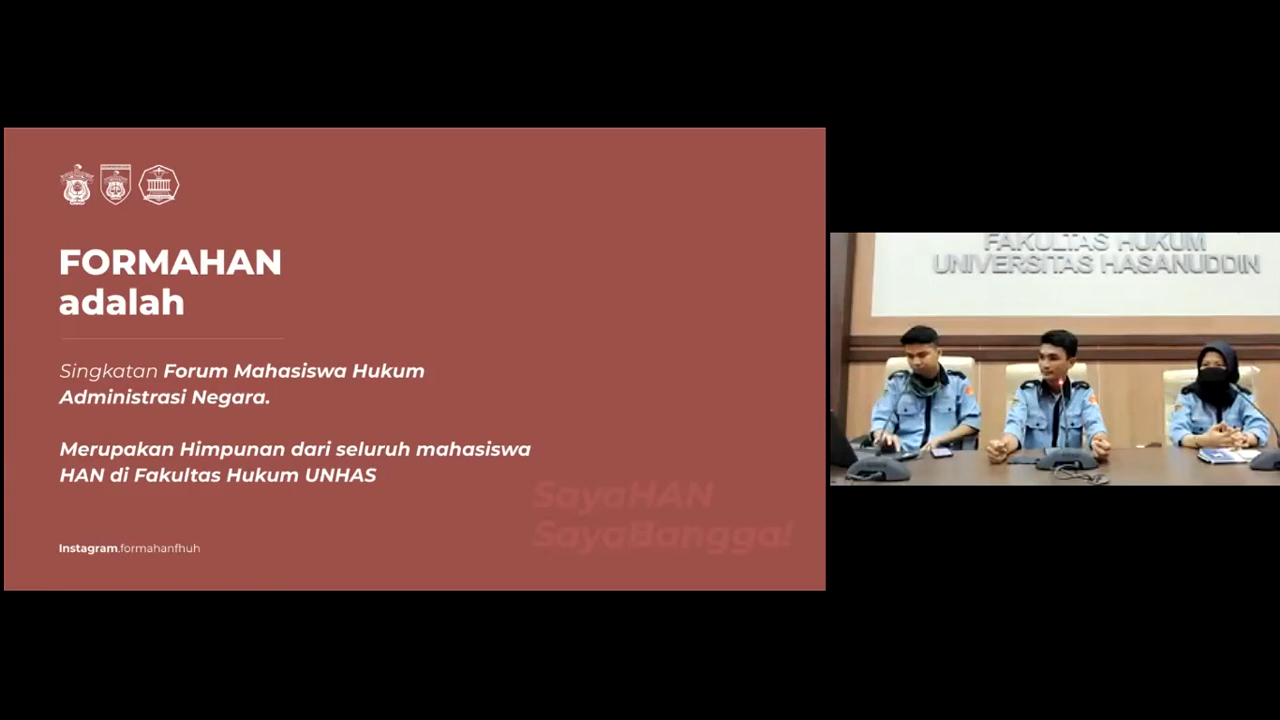 FORMAHAN
adalah
Singkatan Forum Mahasiswa Hukum
Administrasi Negara.
Merupakan Himpunan dari seluruh mahasiswa
HAN di Fakultas Hukum UNHAS
SayaHAN
SayaBangga!
Instagram.formahanfhuh
FAKULTAS HUKUM
UNIVERSITAS HASANUDDIN